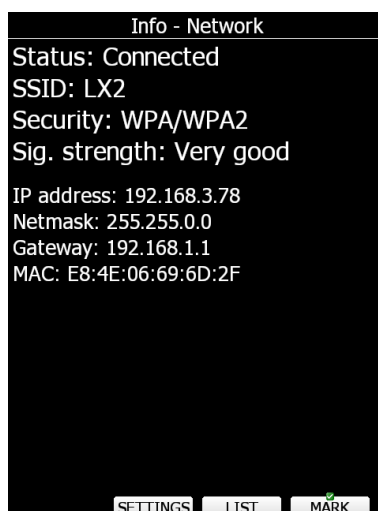 Info - Network
Status: Connected
SSID: LX2
Security: WPA/WPA2
Sig. strength: Very good
IP address: 192.168.3.78
Netmask: 255.255.0.0
Gateway: 192.168.1.1
MAC: E8:4E:06:69:6D:2F
SETTINGS LIST MARK